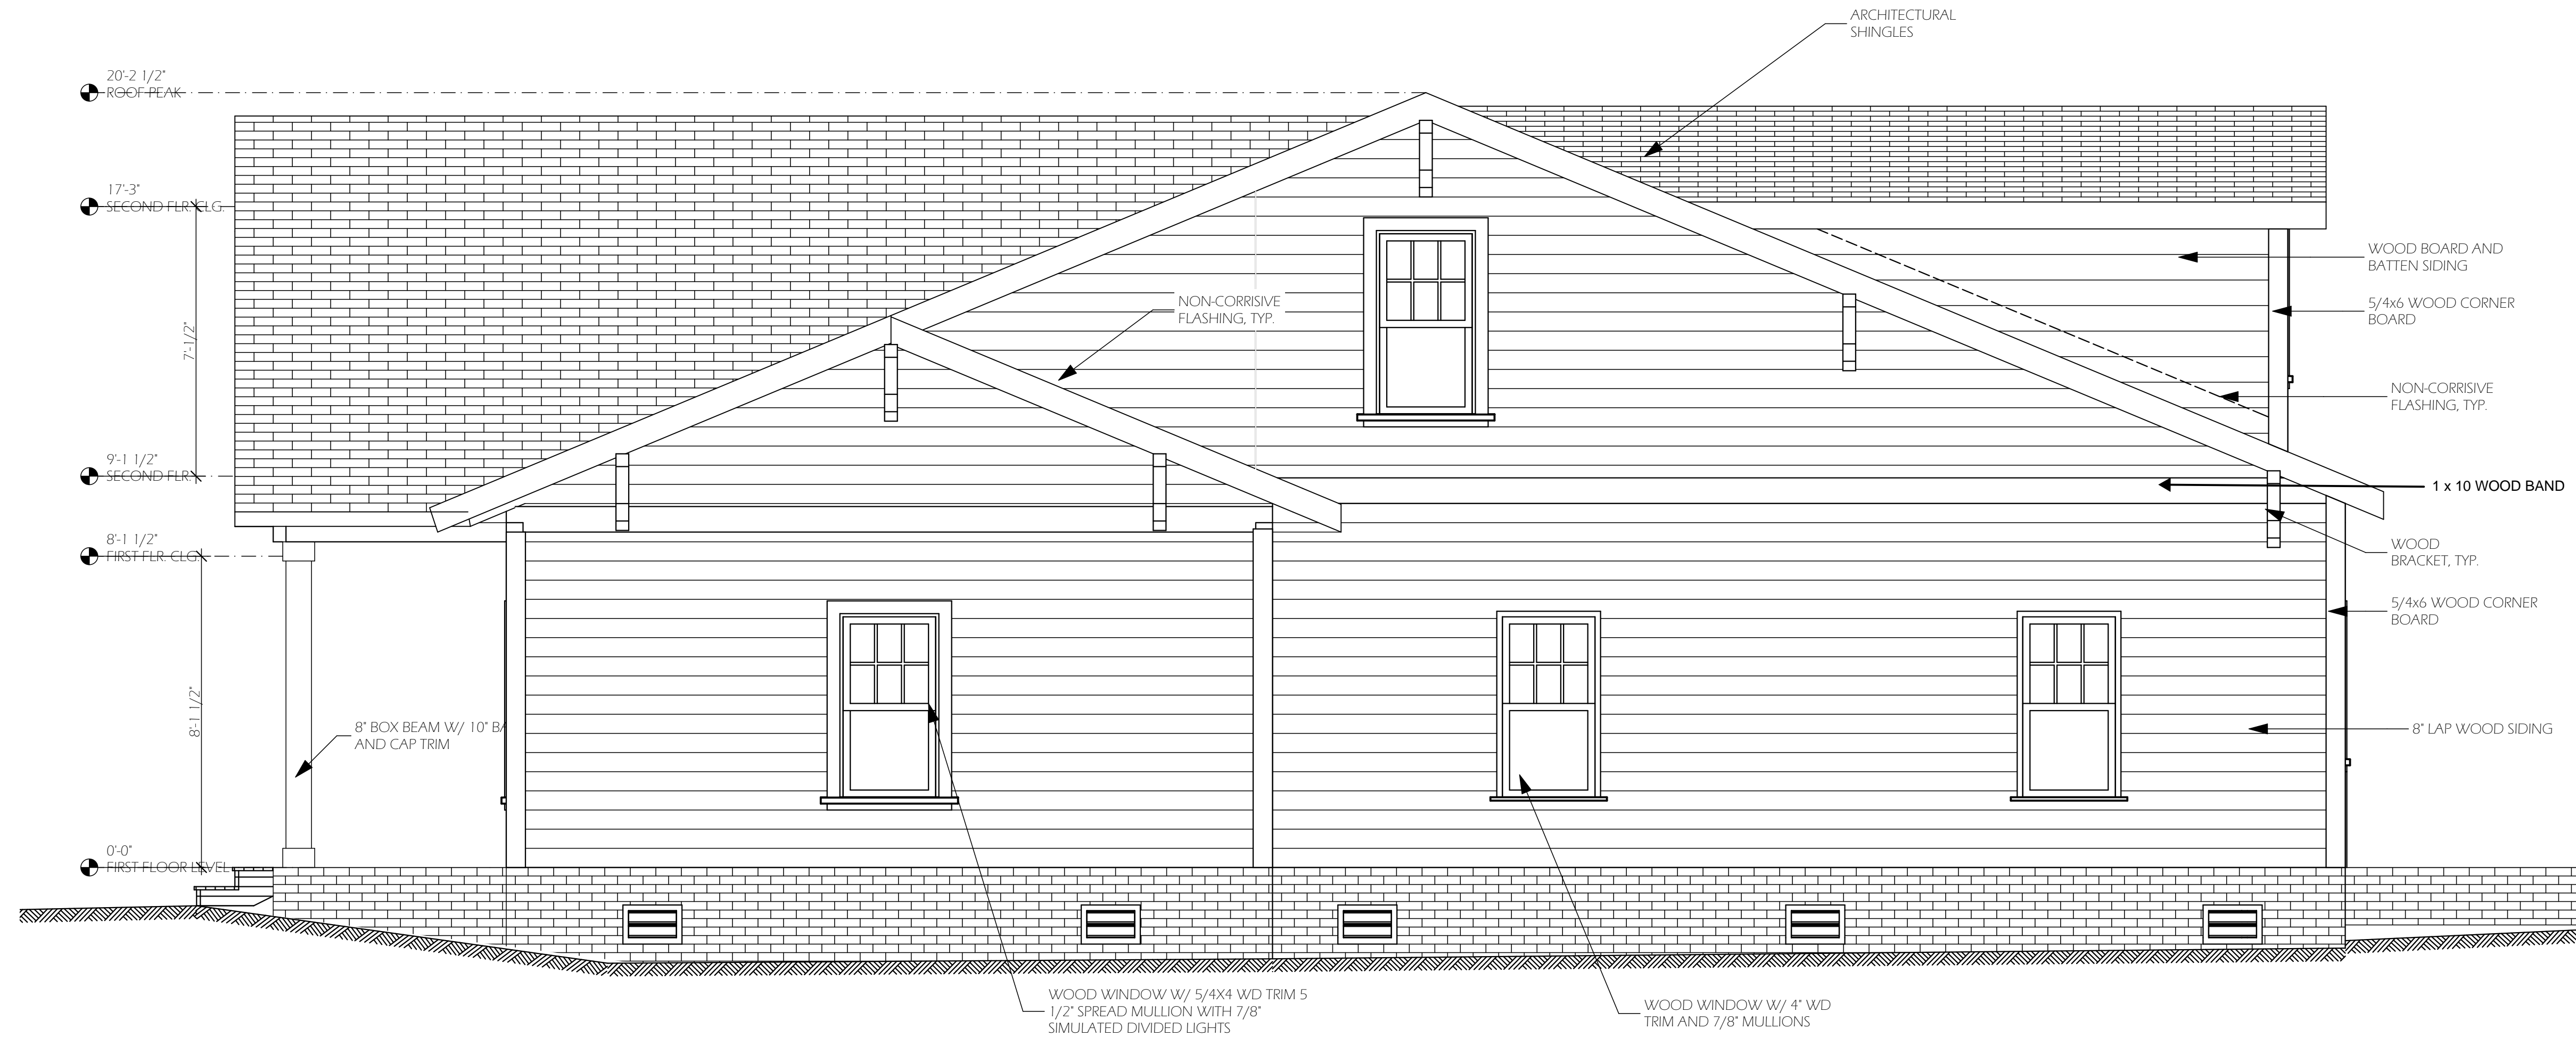 ARCHITECTURAL
SHINGLES
20'-2 1/2"
ROOF PEAK
17'-3"
SECOND FLR. CLG.
WOOD BOARD AND
BATTEN SIDING
NON-CORRISIVE
FLASHING, TYP.
5/4x6 WOOD CORNER
BOARD
7'-1/2"
NON-CORRISIVE
FLASHING, TYP.
9'-1 1/2"
SECOND FLR.
1 x 10 WOOD BAND
8'-1 1/2"
FIRST FLR. CLG.
WOOD
BRACKET, TYP.
5/4x6 WOOD CORNER
BOARD
8'-1 1/2"
8" BOX BEAM W/ 10" BA
AND CAP TRIM
8" LAP WOOD SIDING
0'-0"
FIRST FLOOR LEVEL
WOOD WINDOW W/ 5/4X4 WD TRIM 5
1/2" SPREAD MULLION WITH 7/8"
SIMULATED DIVIDED LIGHTS
WOOD WINDOW W/ 4" WD
TRIM AND 7/8" MULLIONS